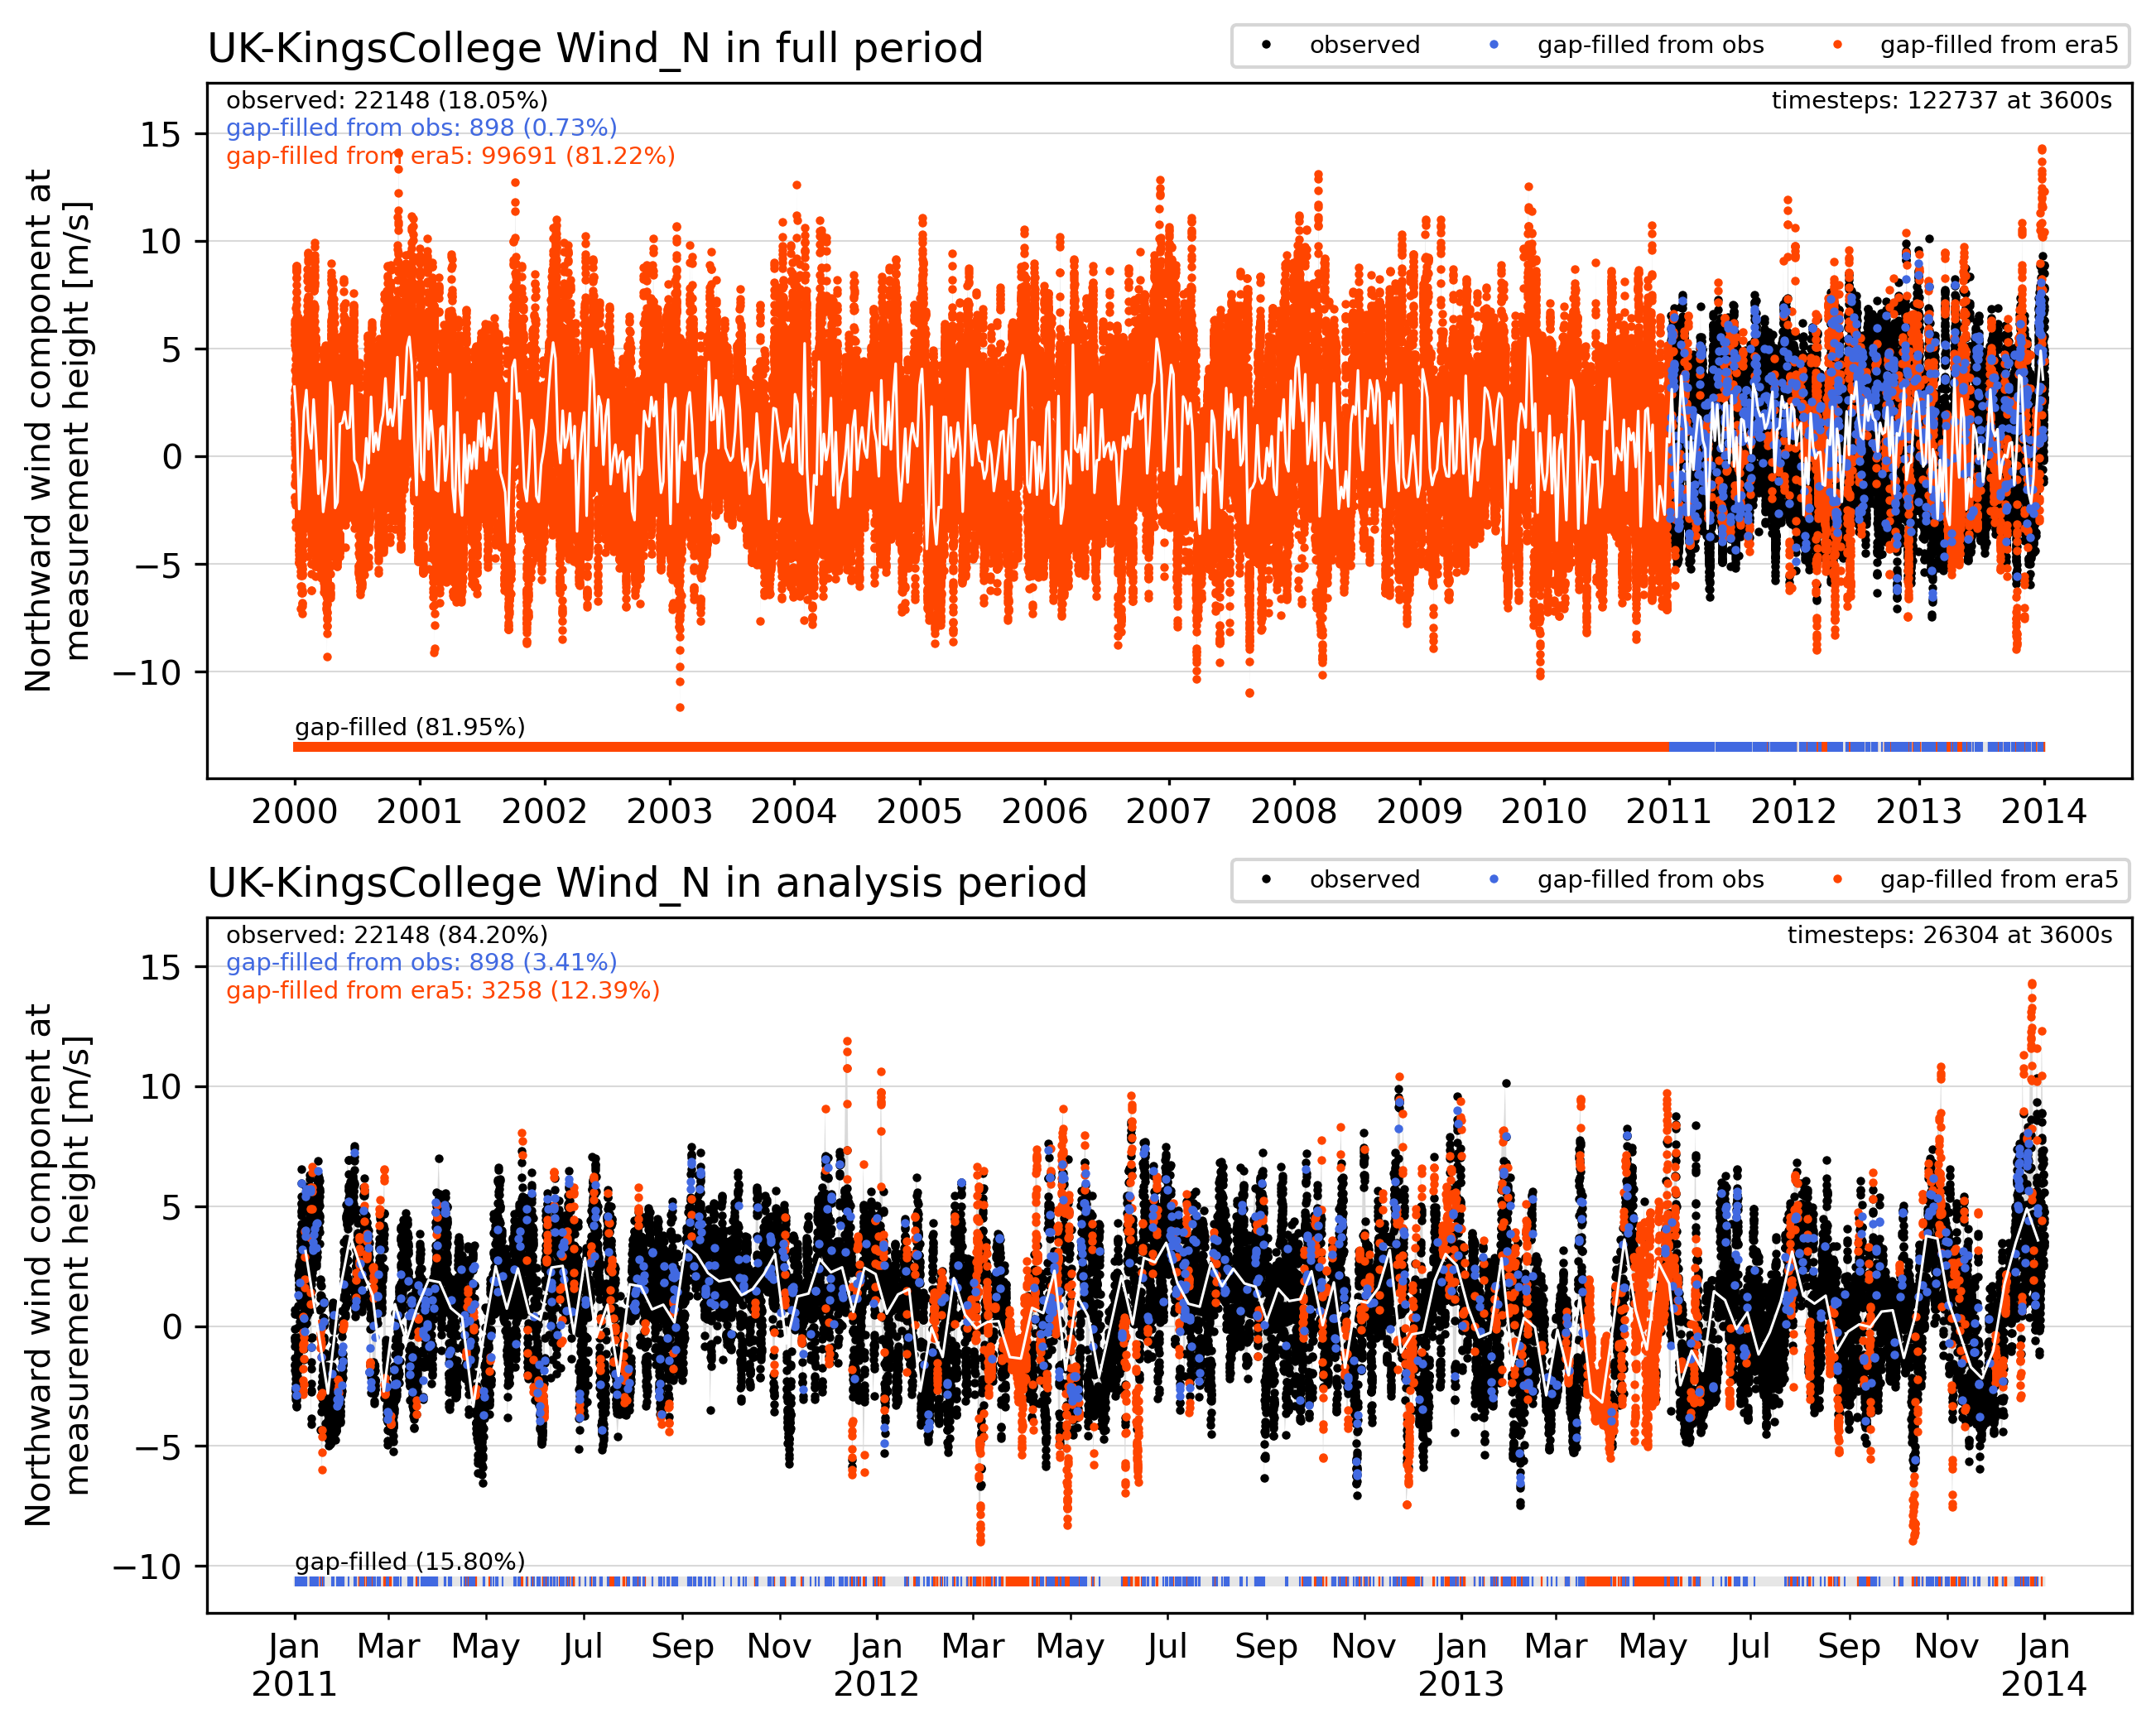 UK-KingsCollege Wind_N in full period
observed gap-filled from obs gap-filled from era5
observed: 22148 (18.05%)
timesteps: 122737 at 3600s
gap-filled from obs: 898 (0.73%)
gap-filled from era5: 99691 (81.22%)
Northward wind component at
measurement height [m/s]
15
10
5
0
−5
−10
gap-filled (81.95%)
2000 2001 2002 2003 2004 2005 2006 2007 2008 2009 2010 2011 2012 2013 2014
UK-KingsCollege Wind_N in analysis period
observed gap-filled from obs gap-filled from era5
observed: 22148 (84.20%)
timesteps: 26304 at 3600s
gap-filled from obs: 898 (3.41%)
gap-filled from era5: 3258 (12.39%)
Northward wind component at
measurement height [m/s]
15
10
5
0
−5
−10
gap-filled (15.80%)
Jan Mar May Jul Sep Nov Jan Mar May Jul Sep Nov Jan Mar May Jul Sep Nov Jan
2011 2012 2013 2014